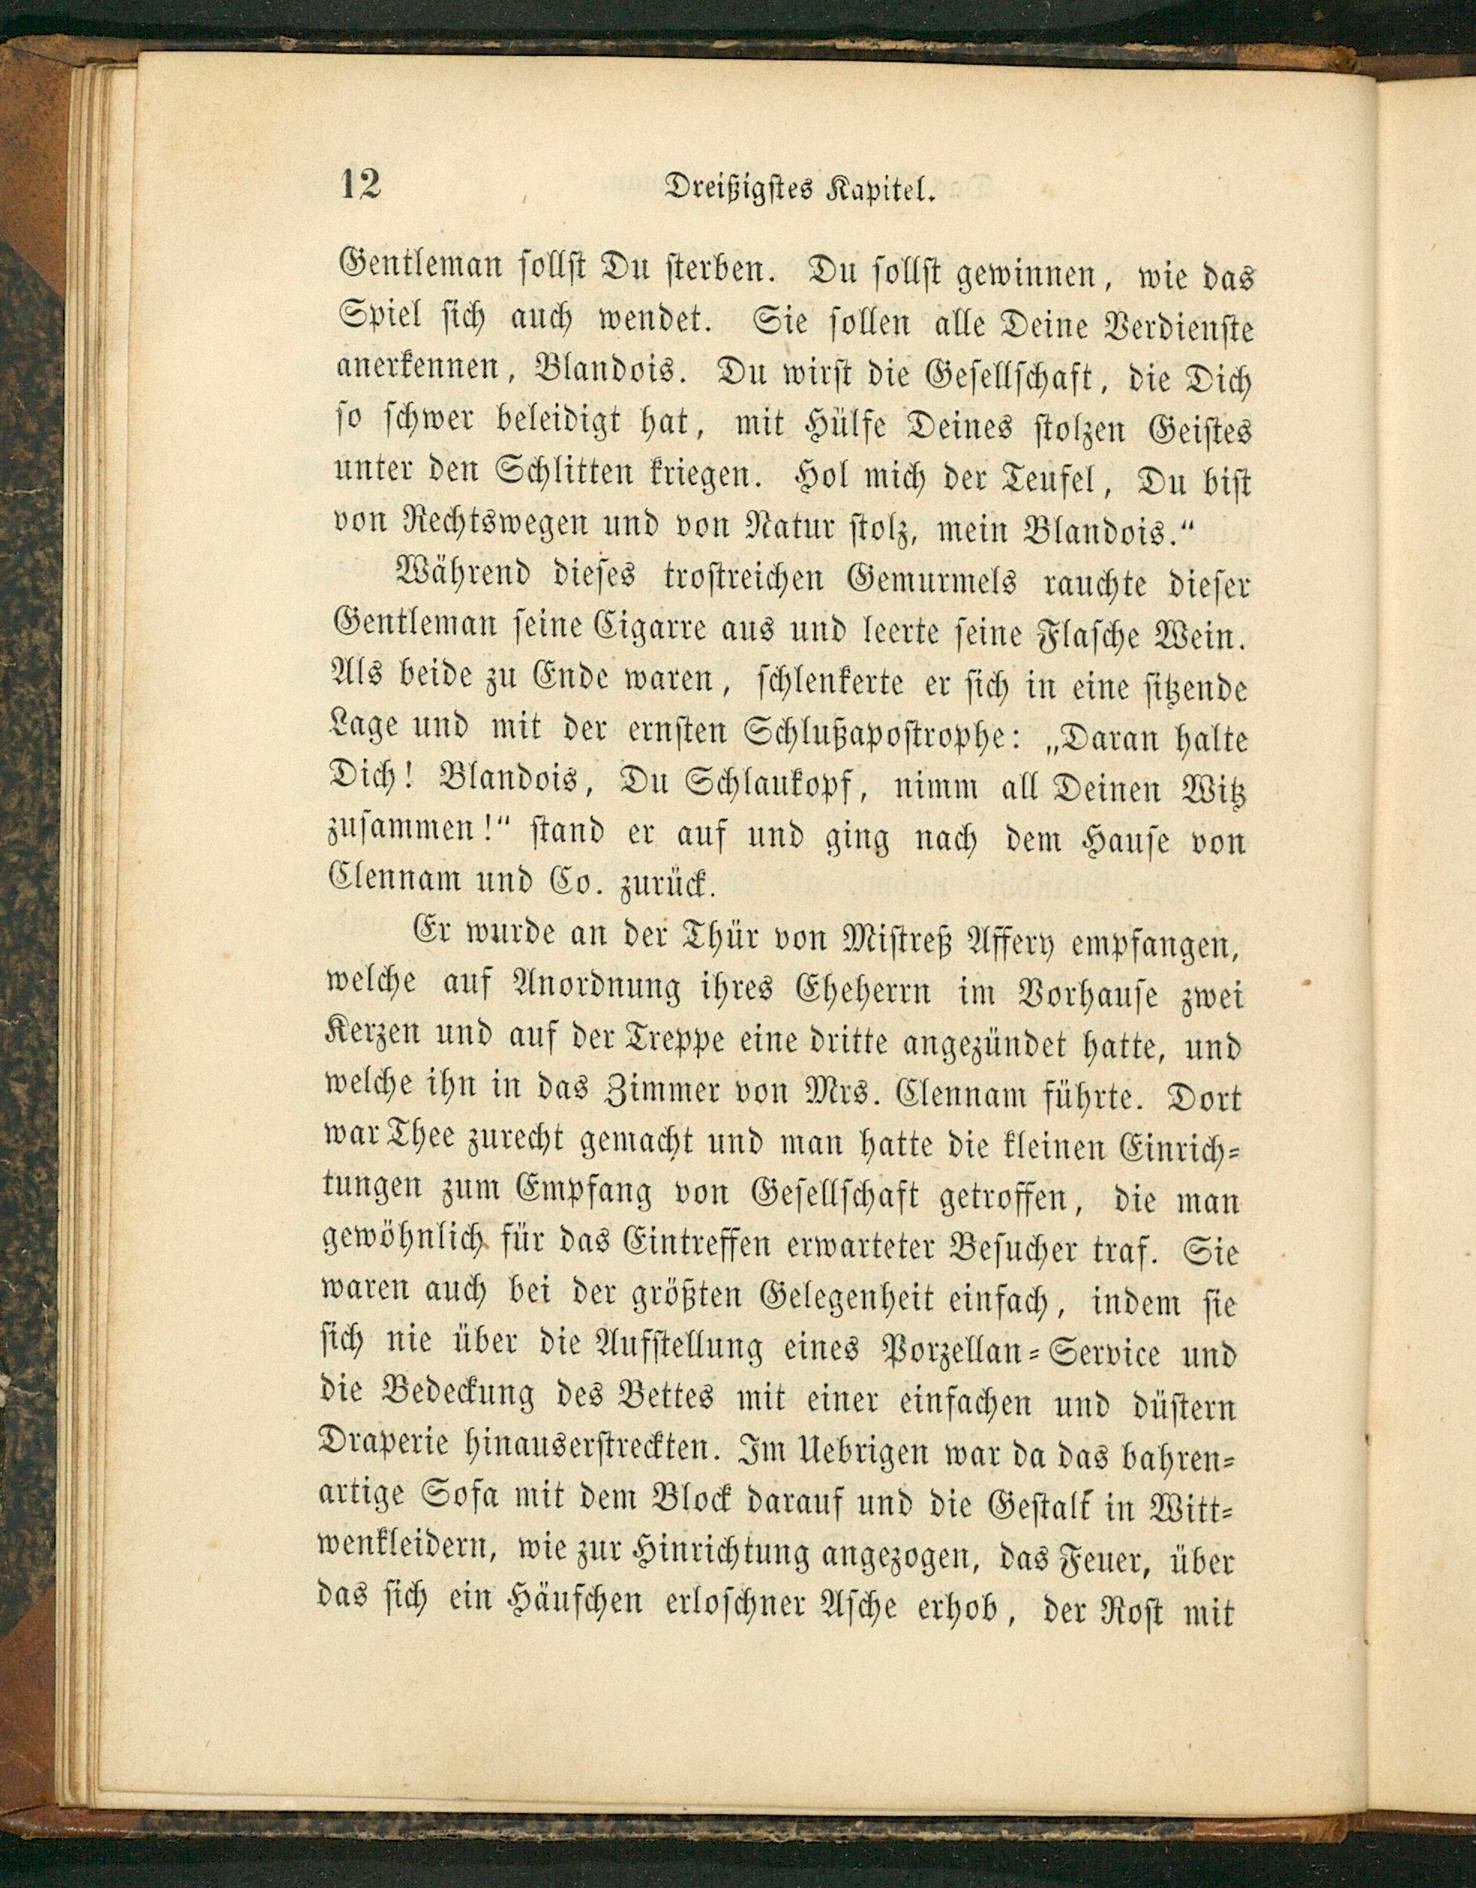 12
Dreißigstes Kapitel.
Gentleman sollst Du sterben. Du sollst gewinnen, wie das
Spiel sich auch wendet. Sie sollen alle Deine Verdienste
anerkennen, Blandois. Du wirst die Gesellschaft, die Dich
so schwer beleidigt hat, mit Hülfe Deines stolzen Geistes
unter den Schlitten kriegen. Hol mich der Teufel, Du bist
von Rechtswegen und von Natur stolz, mein Blandois.“
Während dieses trostreichen Gemurmels rauchte dieser
Gentleman seine Cigarre aus und leerte seine Flasche Wein.
Als beide zu Ende waren, schlenkerte er sich in eine sitzende
Lage und mit der ernsten Schlußapostrophe: „Daran halte
Dich! Blandois, Du Schlaukopf, nimm all Deinen Witz
zusammen!“ stand er auf und ging nach dem Hause von
Clennam und Co. zurück.
Er wurde an der Thür von Mistreß Affery empfangen,
welche auf Anordnung ihres Eheherrn im Vorhause zwei
Kerzen und auf der Treppe eine dritte angezündet hatte, und
welche ihn in das Zimmer von Mrs. Clennam führte. Dort
war Thee zurecht gemacht und man hatte die kleinen Einrich-
tungen zum Empfang von Gesellschaft getroffen, die man
gewöhnlich für das Eintreffen erwarteter Besucher traf. Sie
waren auch bei der größten Gelegenheit einfach, indem sie
sich nie über die Aufstellung eines Porzellan-Service und
die Bedeckung des Bettes mit einer einfachen und düstern
Draperie hinauserstreckten. Im Uebrigen war da das bahren-
artige Sofa mit dem Block darauf und die Gestalt in Witt-
wenkleidern, wie zur Hinrichtung angezogen, das Feuer, über
das sich ein Häufchen erloschner Asche erhob, der Rost mit